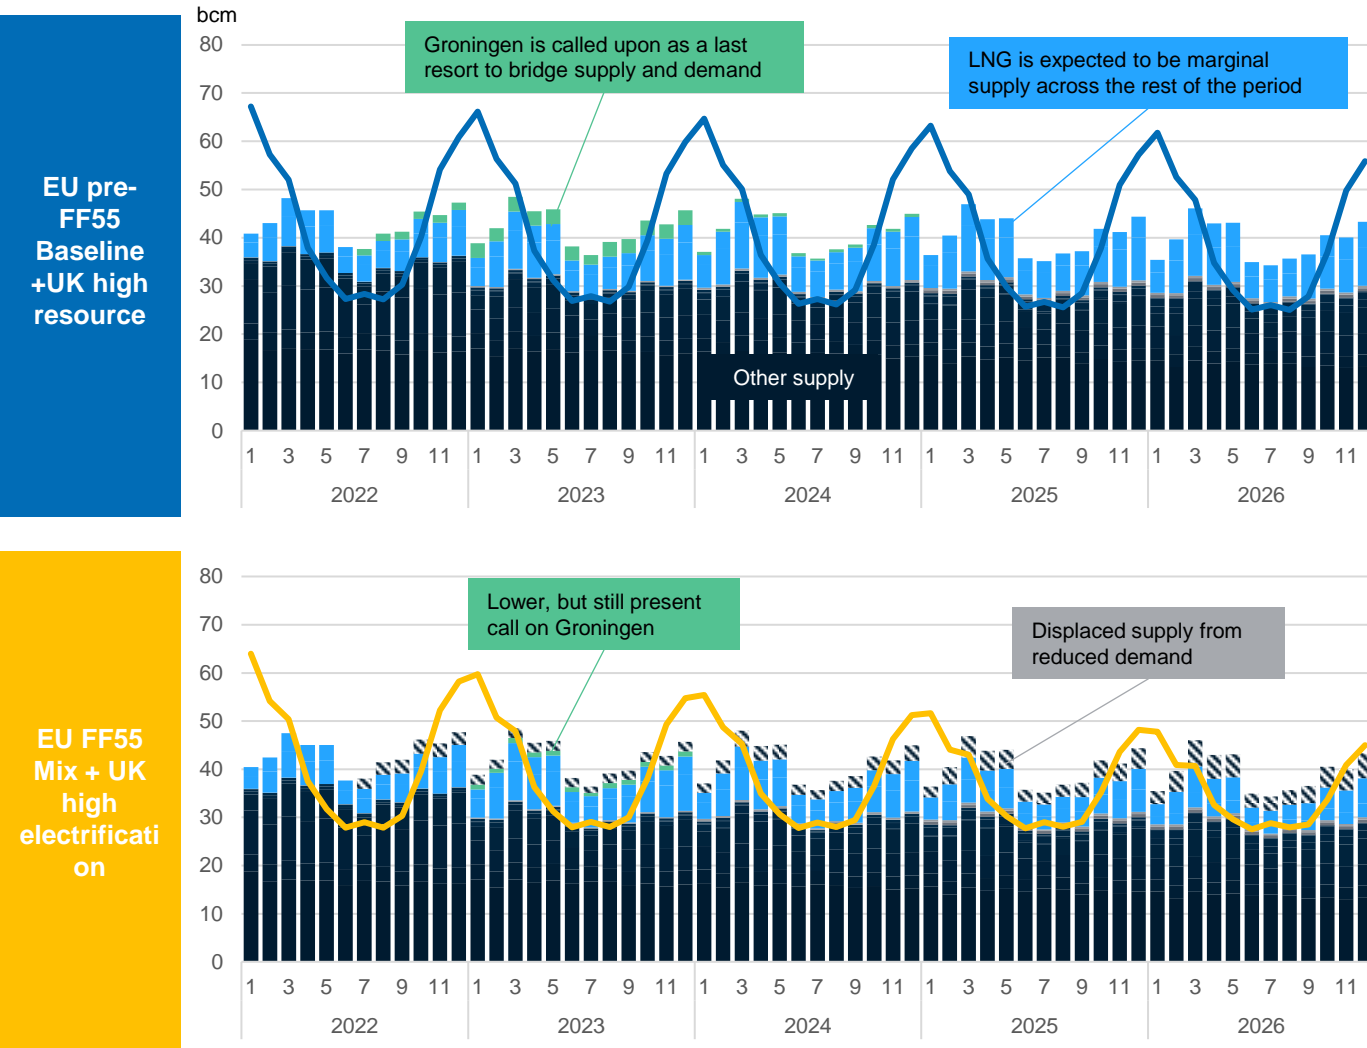 bcm
EU pre-
FF55
Baseline
+UK high
resource
Groningen is called upon as a last
resort to bridge supply and demand
LNG is expected to be marginal
supply across the rest of the period
80
70
60
50
40
30
20
10
0
Other supply
1 3 5 7 9 11 1 3 5 7 9 11 1 3 5 7 9 11 1 3 5 7 9 11 1 3 5 7 9 11
2022 2023 2024 2025 2026
EU FF55
Mix + UK
high
electrificati
on
Lower, but still present
call on Groningen
Displaced supply from
reduced demand
80
70
60
50
40
30
20
10
0
1 3 5 7 9 11 1 3 5 7 9 11 1 3 5 7 9 11 1 3 5 7 9 11 1 3 5 7 9 11
2022 2023 2024 2025 2026